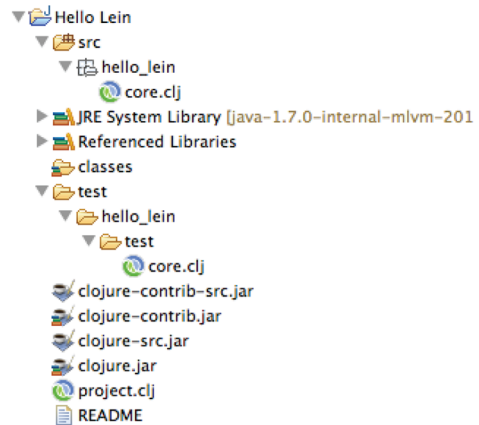 Hello Lein
src
hello_lein
core.clj
JRE System Library [java-1.7.0-internal-mlvm-201
Referenced Libraries
classes
test
hello_lein
test
core.clj
clojure-contrib-src.jar
clojure-contrib.jar
clojure-src.jar
clojure.jar
project.clj
README